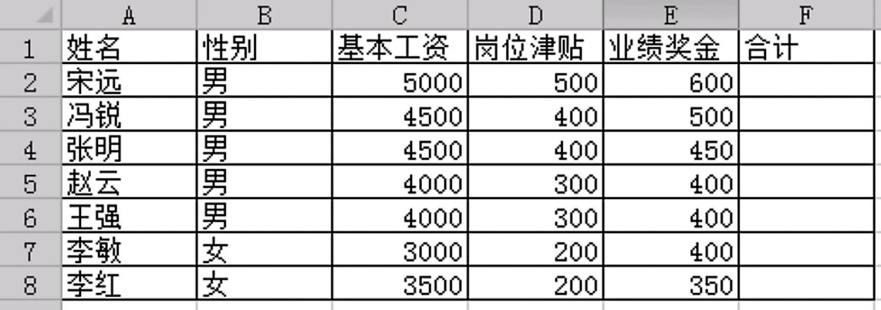 A B C D E F
1 姓名 性别 基本工资 岗位津贴 业绩奖金 合计
2 宋远 男 5000 500 600
3 冯锐 男 4500 400 500
4 张明 男 4500 400 450
5 赵云 男 4000 300 400
6 王强 男 4000 300 400
7 李敏 女 3000 200 400
8 李红 女 3500 200 350